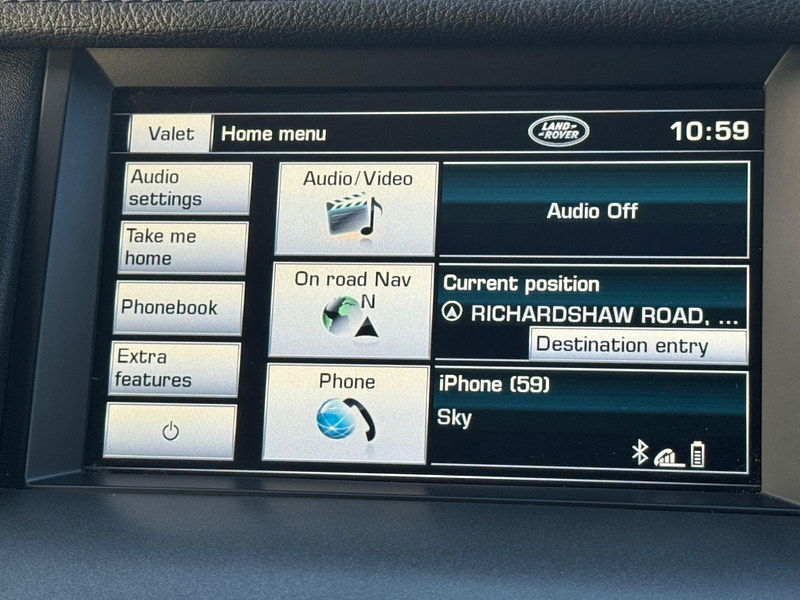 Valet
Home menu
LAND-
-ROVER
10:59
Audio
settings
Take me
home
Phonebook
Extra
features
Audio/Video
Audio Off
On road Nav
N
Current position
RICHARDSHAW ROAD, ...
Destination entry
Phone
iPhone (59)
Sky